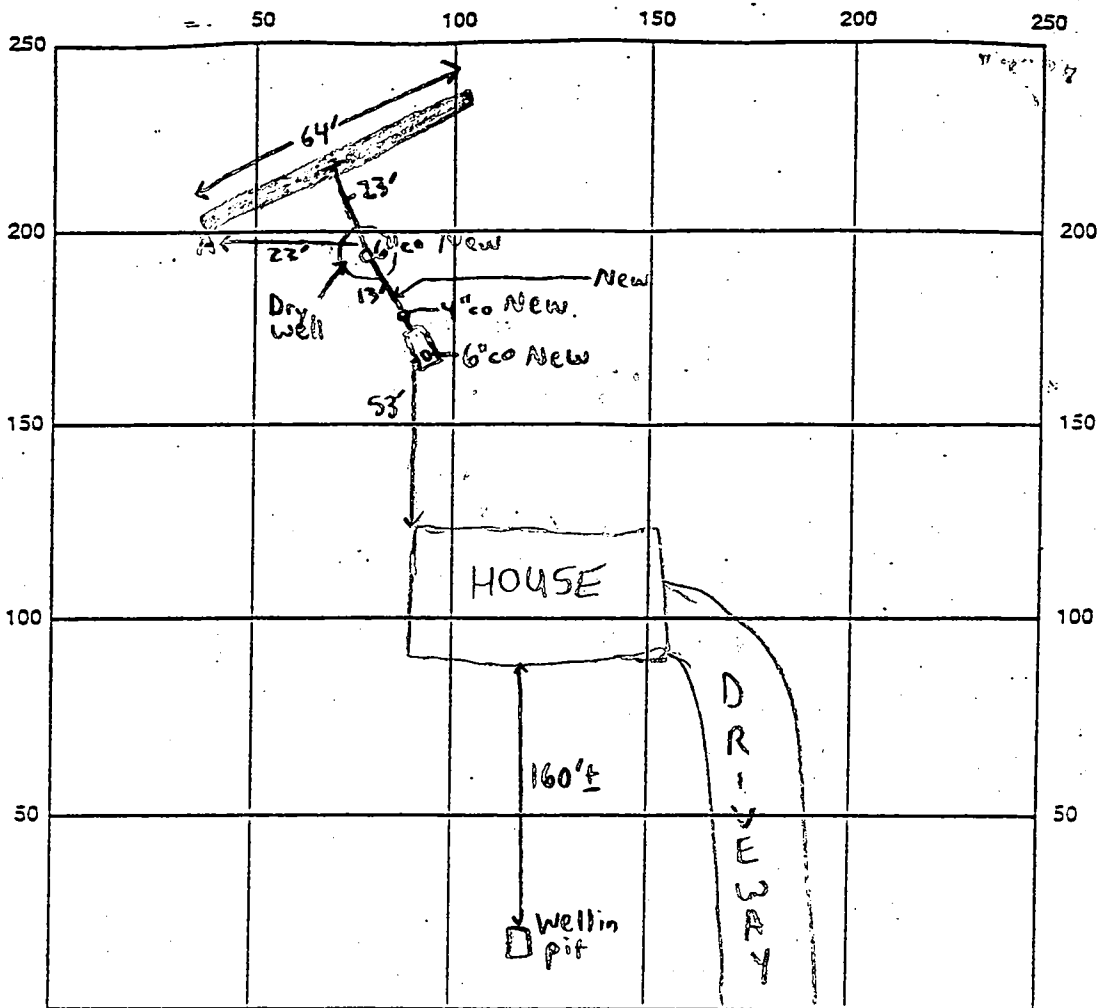 50 100 150 200 250
250
64'
23'
200 200
22' 6"co New
New
Dry well
13'
4"co New.
6"co New
53'
150 150
HOUSE
100 100
DRIVEWAY
160'±
50 50
Well in pit